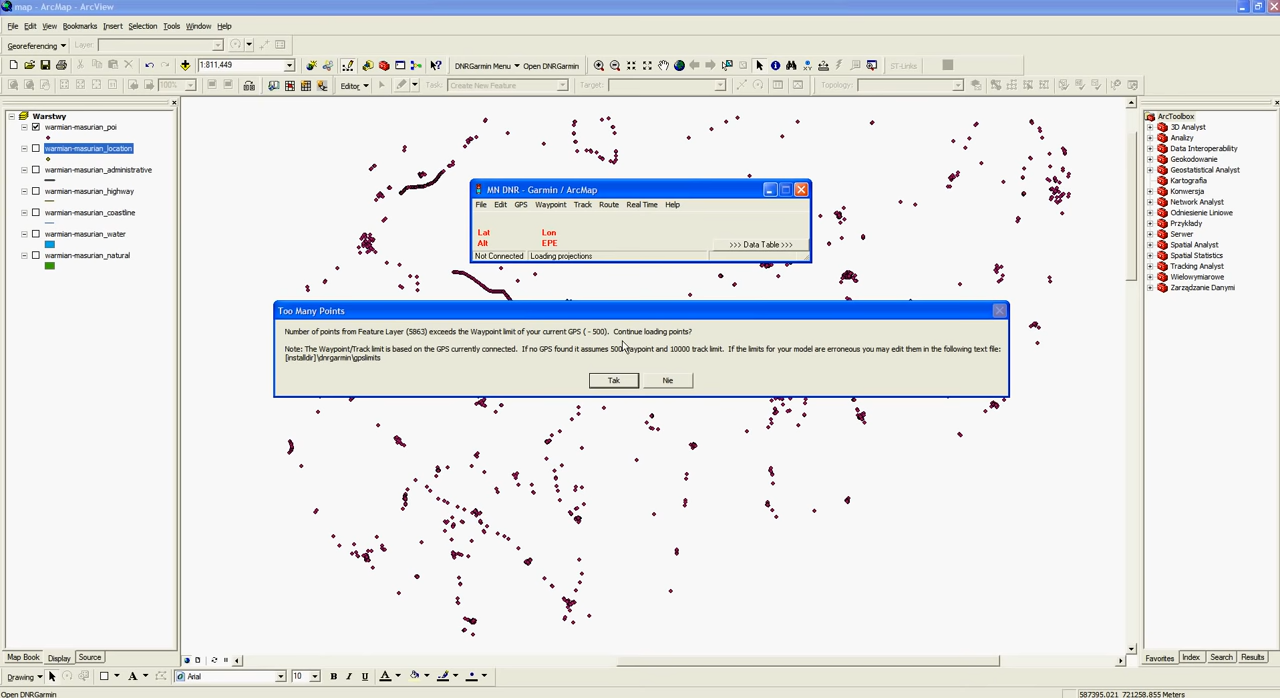 map - ArcMap - ArcView
File Edit View Bookmarks Insert Selection Tools Window Help
Georeferencing Layer:
1:811,449 DNRGarmin Menu Open DNRGarmin ST-Links
100% Editor Task: Create New Feature Target: Topology:
Warstwy
warmian-masurian_poi
warmian-masurian_location
warmian-masurian_administrative
warmian-masurian_highway
warmian-masurian_coastline
warmian-masurian_water
warmian-masurian_natural
MN DNR - Garmin / ArcMap
File Edit GPS Waypoint Track Route Real Time Help
Lat Lon
Alt EPE
>>> Data Table >>>
Not Connected Loading projections
Too Many Points
Number of points from Feature Layer (5863) exceeds the Waypoint limit of your current GPS ( - 500). Continue loading points?
Note: The Waypoint/Track limit is based on the GPS currently connected. If no GPS found it assumes 500 waypoint and 10000 track limit. If the limits for your model are erroneous you may edit them in the following text file:
[installdir]\dnrgarmin\gpslimits
Tak Nie
ArcToolbox
3D Analyst
Analizy
Data Interoperability
Geokodowanie
Geostatistical Analyst
Kartografia
Konwersja
Network Analyst
Odniesienie Liniowe
Przykłady
Serwer
Spatial Analyst
Spatial Statistics
Tracking Analyst
Wielowymiarowe
Zarządzanie Danymi
Map Book Display Source
Favorites Index Search Results
Drawing A Arial 10 B I U A
Open DNRGarmin
587395.021 721258.855 Meters